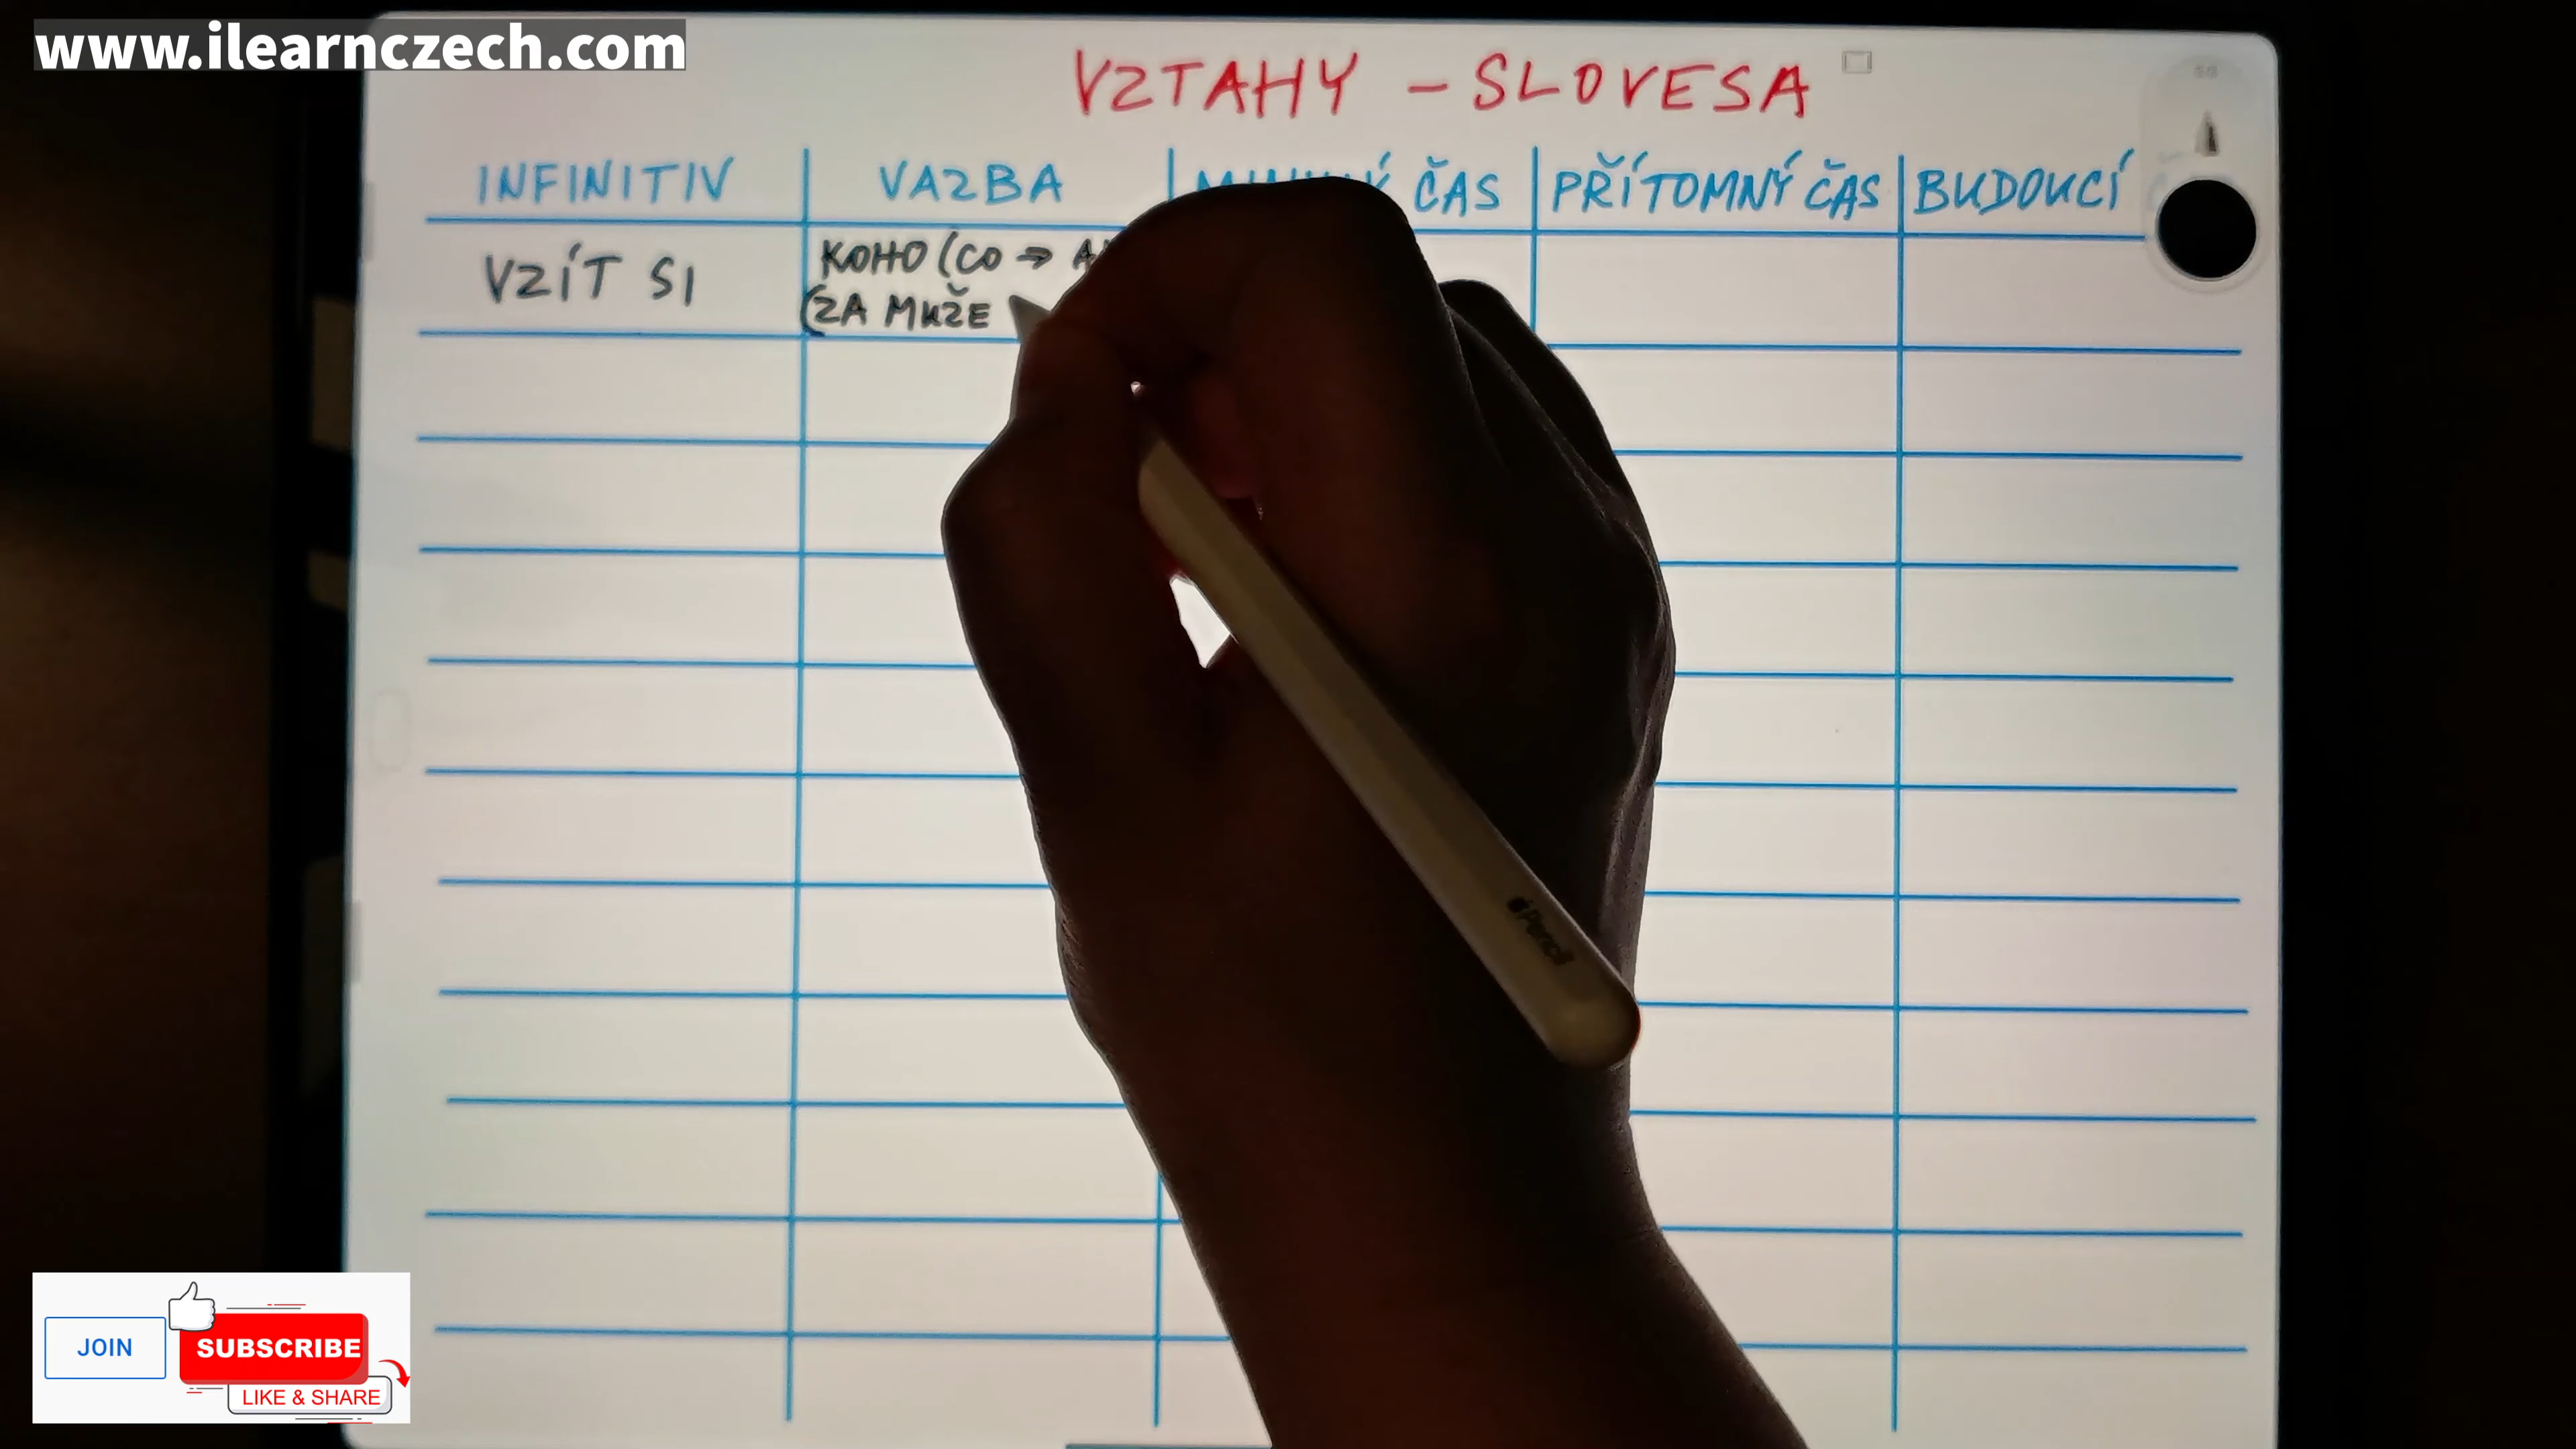 www.ilearnczech.com
VZTAHY - SLOVESA
INFINITIV VAZBA ČAS PŘÍTOMNÝ ČAS BUDOUCÍ
VZÍT SI KOHO (CO →
(ZA MUŽE
Pencil
JOIN
SUBSCRIBE
LIKE & SHARE